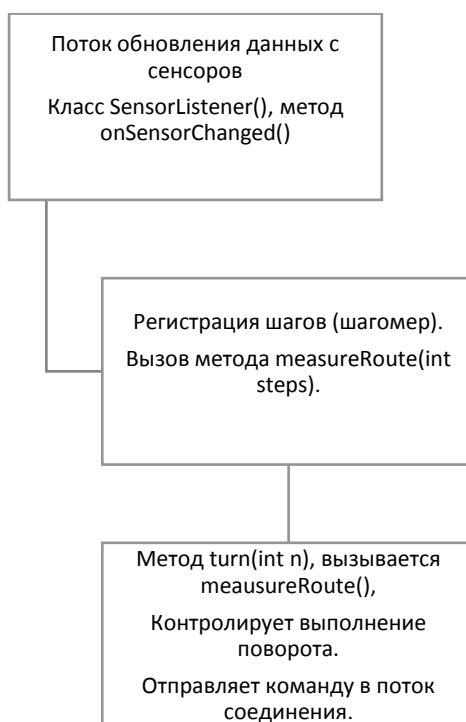 Поток обновления данных с
сенсоров
Класс SensorListener(), метод
onSensorChanged()
Регистрация шагов (шагомер).
Вызов метода measureRoute(int
steps).
Метод turn(int n), вызывается
meausureRoute(),
Контролирует выполнение
поворота.
Отправляет команду в поток
соединения.